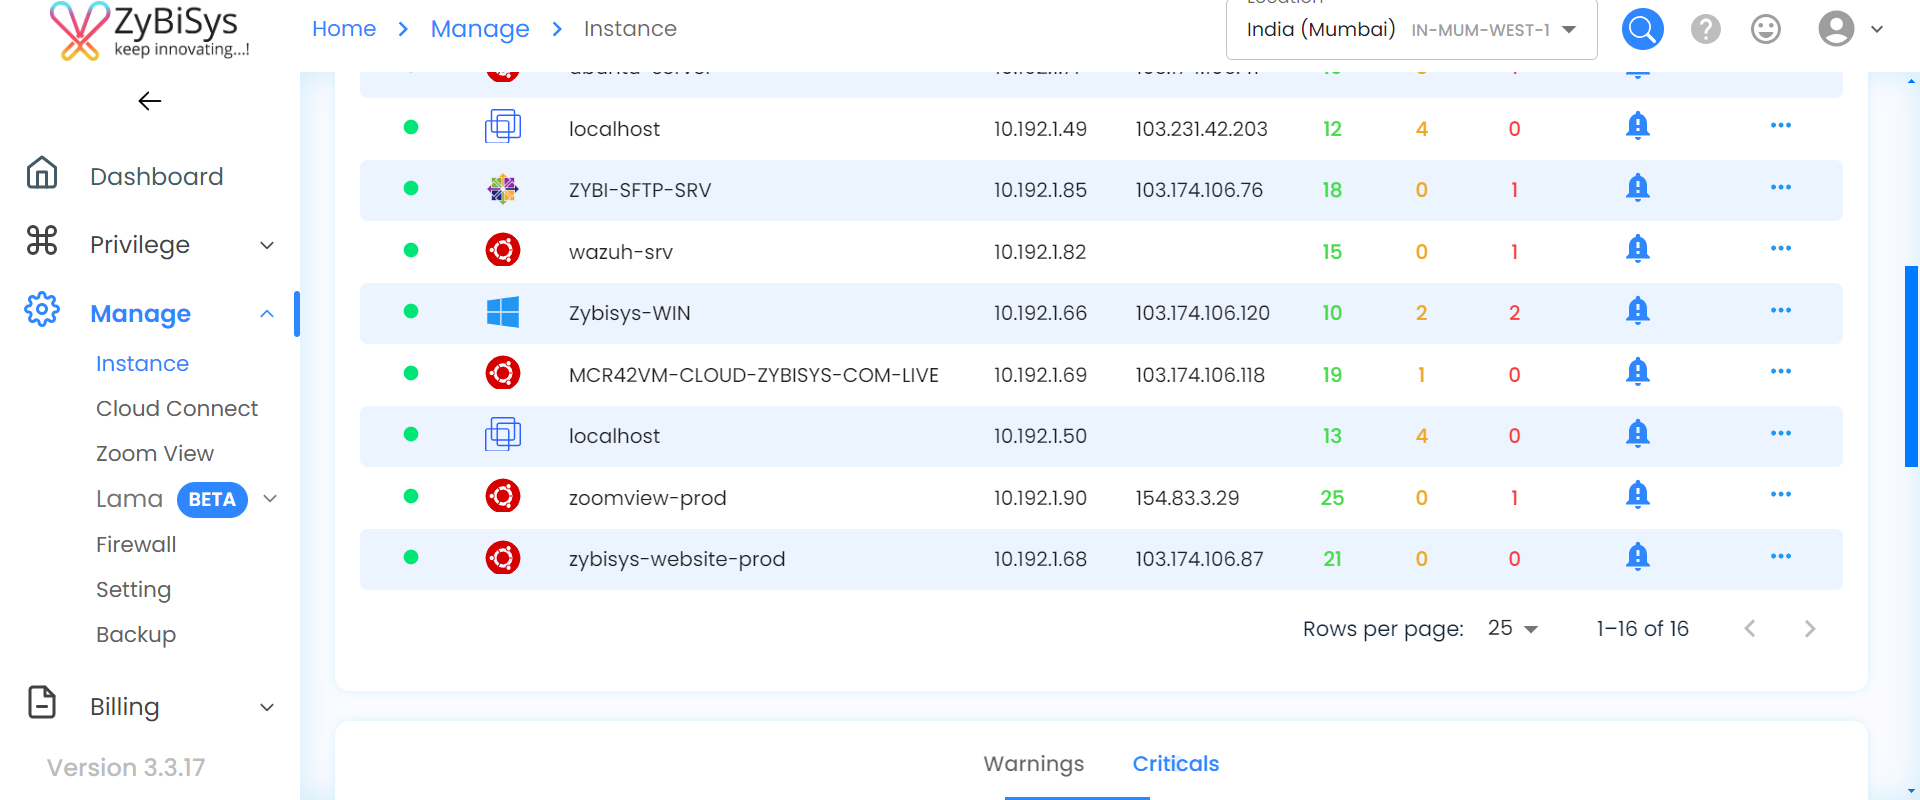 ZyBiSys
keep innovating...!
Home > Manage > Instance
India (Mumbai) IN-MUM-WEST-1
Dashboard
Privilege
Manage
Instance
Cloud Connect
Zoom View
Lama BETA
Firewall
Setting
Backup
Billing
Version 3.3.17
localhost 10.192.1.49 103.231.42.203 12 4 0
ZYBI-SFTP-SRV 10.192.1.85 103.174.106.76 18 0 1
wazuh-srv 10.192.1.82 15 0 1
Zybisys-WIN 10.192.1.66 103.174.106.120 10 2 2
MCR42VM-CLOUD-ZYBISYS-COM-LIVE 10.192.1.69 103.174.106.118 19 1 0
localhost 10.192.1.50 13 4 0
zoomview-prod 10.192.1.90 154.83.3.29 25 0 1
zybisys-website-prod 10.192.1.68 103.174.106.87 21 0 0
Rows per page: 25 1–16 of 16
Warnings Criticals